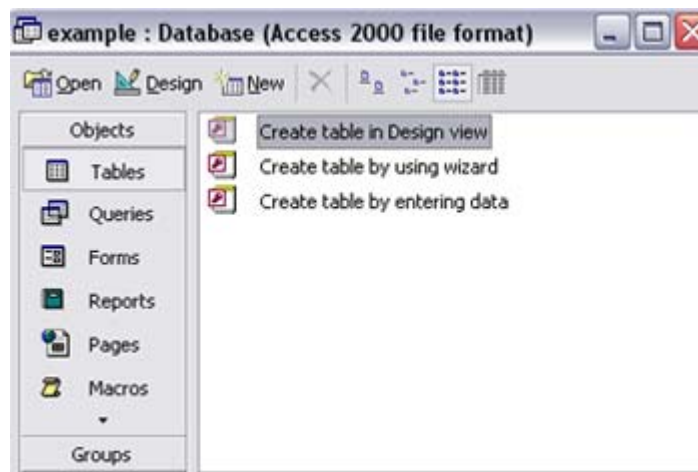 example : Database (Access 2000 file format)
Open Design New
Objects
Tables
Queries
Forms
Reports
Pages
Macros
Groups
Create table in Design view
Create table by using wizard
Create table by entering data